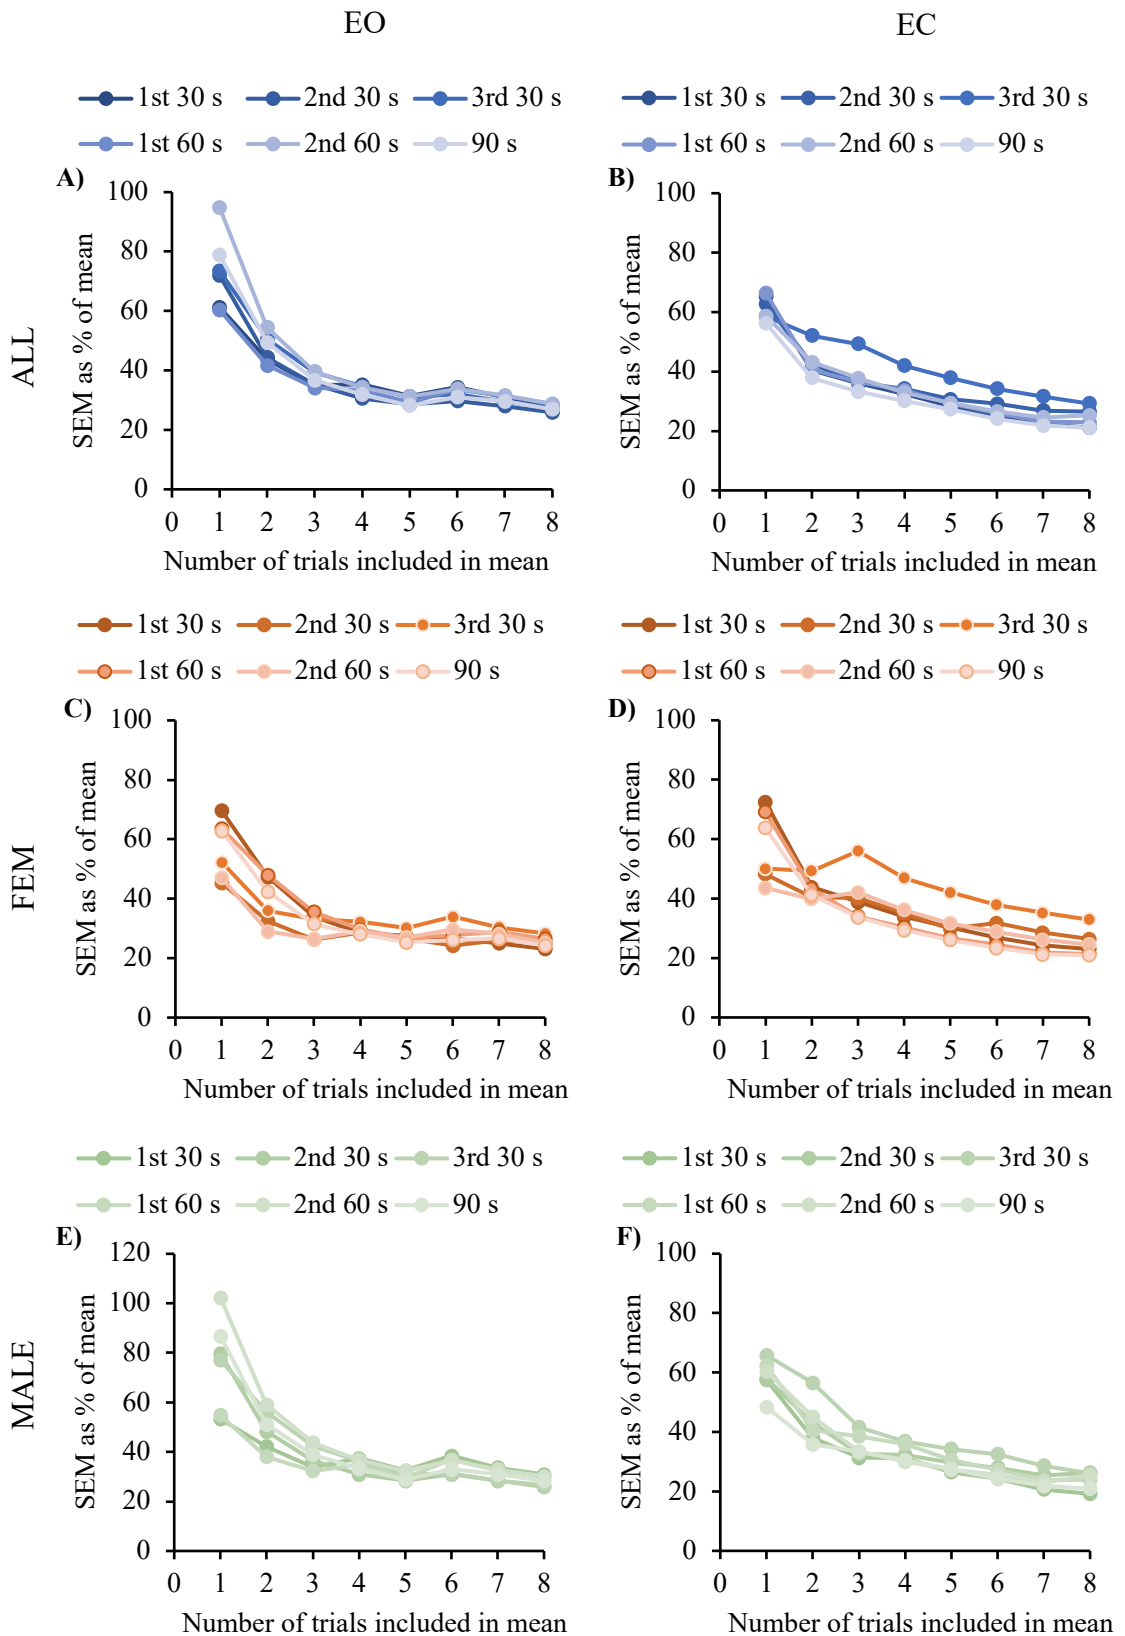 EO EC
1st 30 s 2nd 30 s 3rd 30 s 1st 30 s 2nd 30 s 3rd 30 s
1st 60 s 2nd 60 s 90 s 1st 60 s 2nd 60 s 90 s
ALL
A)
SEM as % of mean
100
80
60
40
20
0
0 1 2 3 4 5 6 7 8
Number of trials included in mean
B)
SEM as % of mean
100
80
60
40
20
0
0 1 2 3 4 5 6 7 8
Number of trials included in mean
1st 30 s 2nd 30 s 3rd 30 s 1st 30 s 2nd 30 s 3rd 30 s
1st 60 s 2nd 60 s 90 s 1st 60 s 2nd 60 s 90 s
FEM
C)
SEM as % of mean
100
80
60
40
20
0
0 1 2 3 4 5 6 7 8
Number of trials included in mean
D)
SEM as % of mean
100
80
60
40
20
0
0 1 2 3 4 5 6 7 8
Number of trials included in mean
1st 30 s 2nd 30 s 3rd 30 s 1st 30 s 2nd 30 s 3rd 30 s
1st 60 s 2nd 60 s 90 s 1st 60 s 2nd 60 s 90 s
MALE
E)
SEM as % of mean
120
100
80
60
40
20
0
0 1 2 3 4 5 6 7 8
Number of trials included in mean
F)
SEM as % of mean
100
80
60
40
20
0
0 1 2 3 4 5 6 7 8
Number of trials included in mean